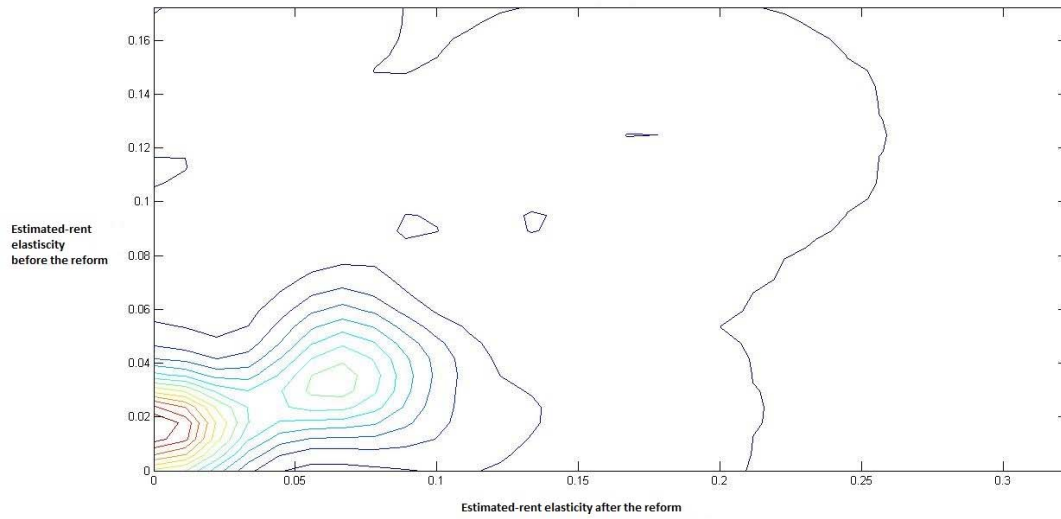 0.16
0.14
0.12
0.1
0.08
0.06
0.04
0.02
0
Estimated-rent
elastiscity
before the reform
0 0.05 0.1 0.15 0.2 0.25 0.3
Estimated-rent elasticity after the reform